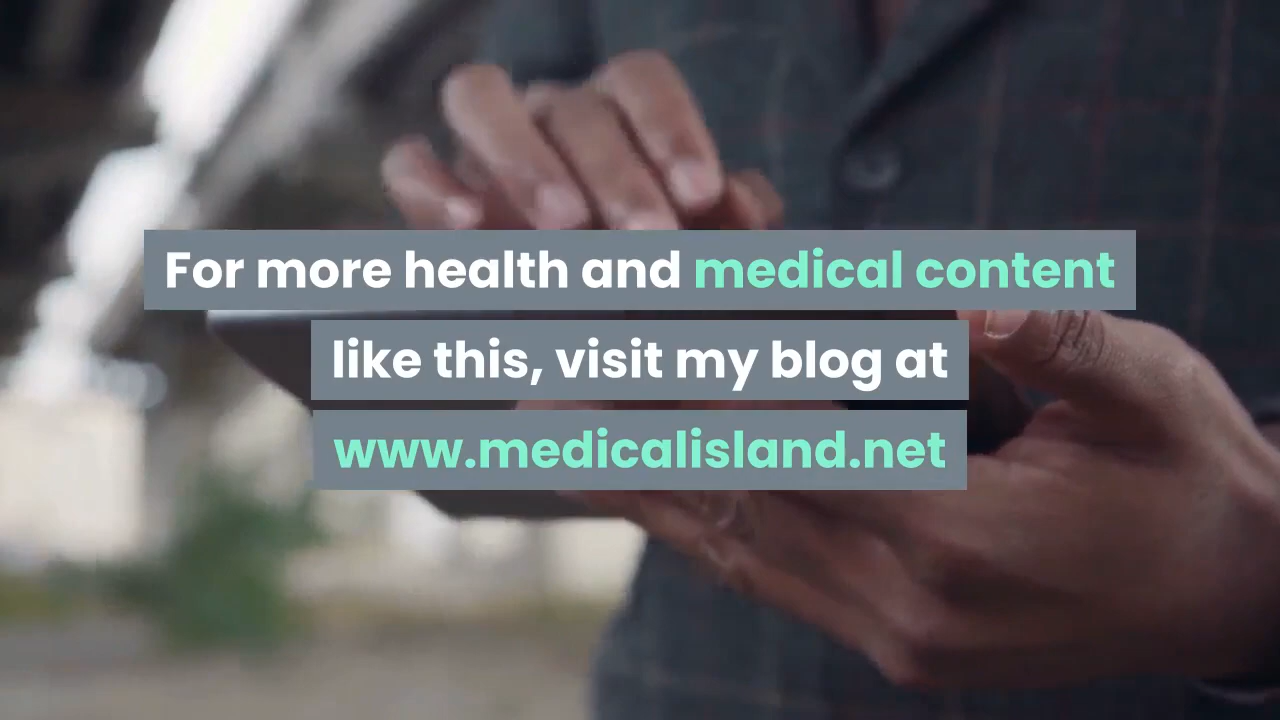 For more health and medical content
like this, visit my blog at
www.medicalisland.net